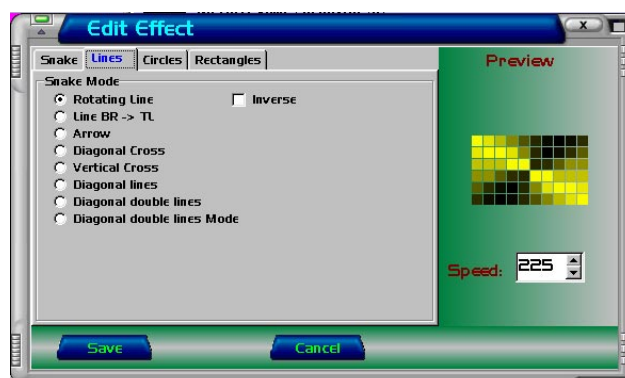 Edit Effect
X
Snake Lines Circles Rectangles
Snake Mode
Rotating Line Inverse
Line BR -> TL
Arrow
Diagonal Cross
Vertical Cross
Diagonal lines
Diagonal double lines
Diagonal double lines Mode
Preview
Speed: 225
Save Cancel